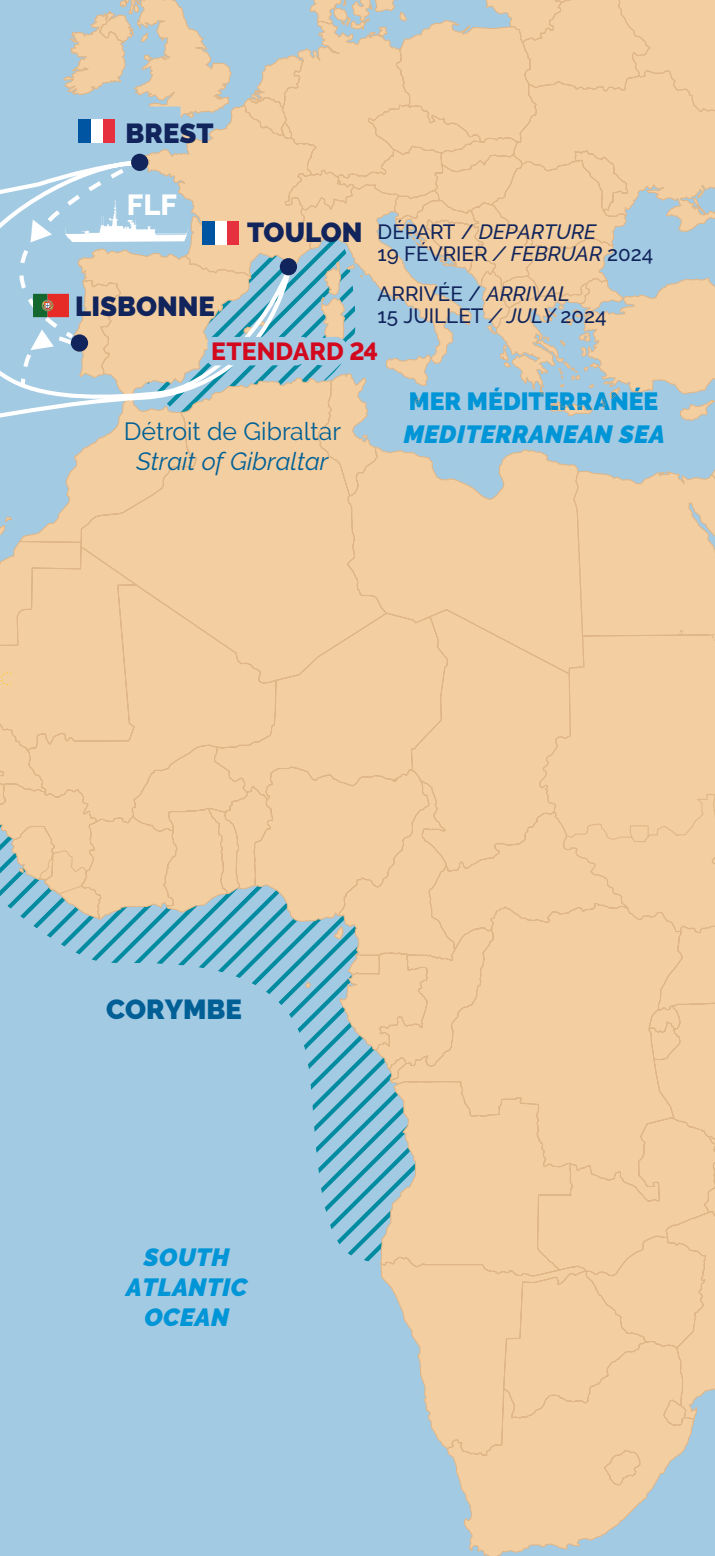 BREST
FLF
TOULON
DÉPART / DEPARTURE
19 FÉVRIER / FEBRUAR 2024
ARRIVÉE / ARRIVAL
15 JUILLET / JULY 2024
LISBONNE
ETENDARD 24
MER MÉDITERRANÉE
MEDITERRANEAN SEA
Détroit de Gibraltar
Strait of Gibraltar
CORYMBE
SOUTH
ATLANTIC
OCEAN